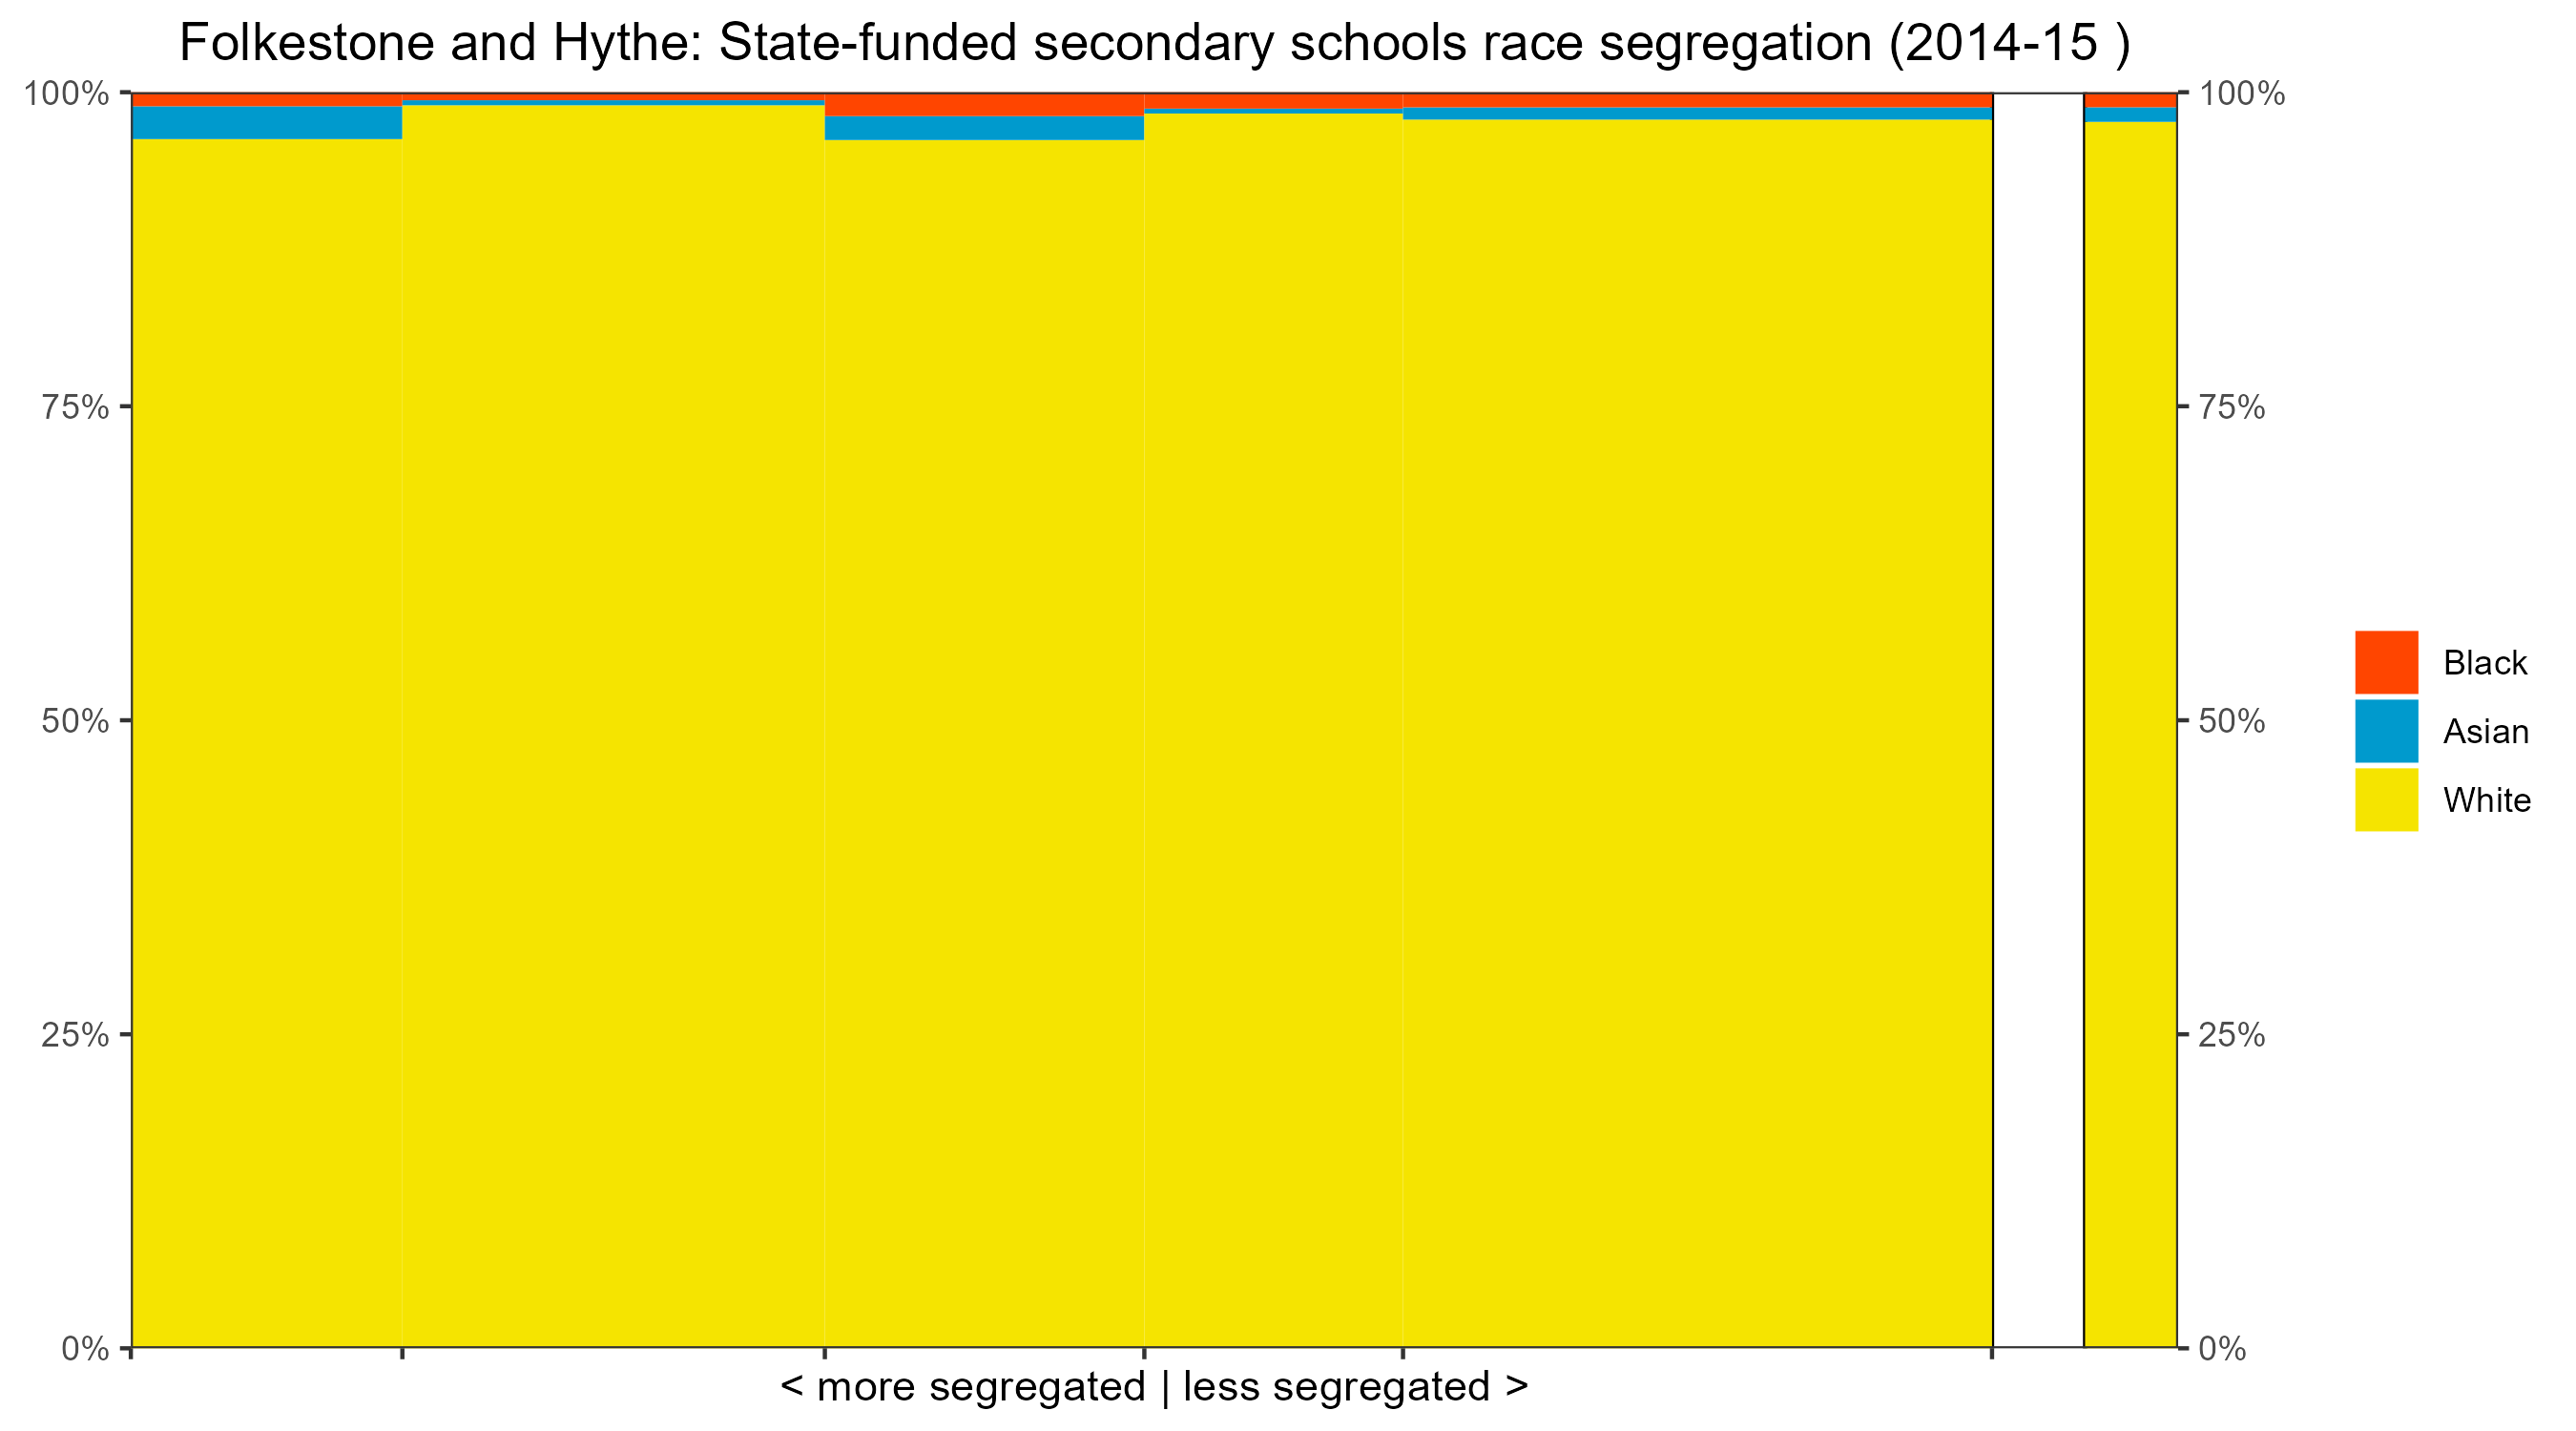 Folkestone and Hythe: State-funded secondary schools race segregation (2014-15 )
100%
75%
50%
25%
0%
100%
75%
50%
25%
0%
Black
Asian
White
< more segregated | less segregated >